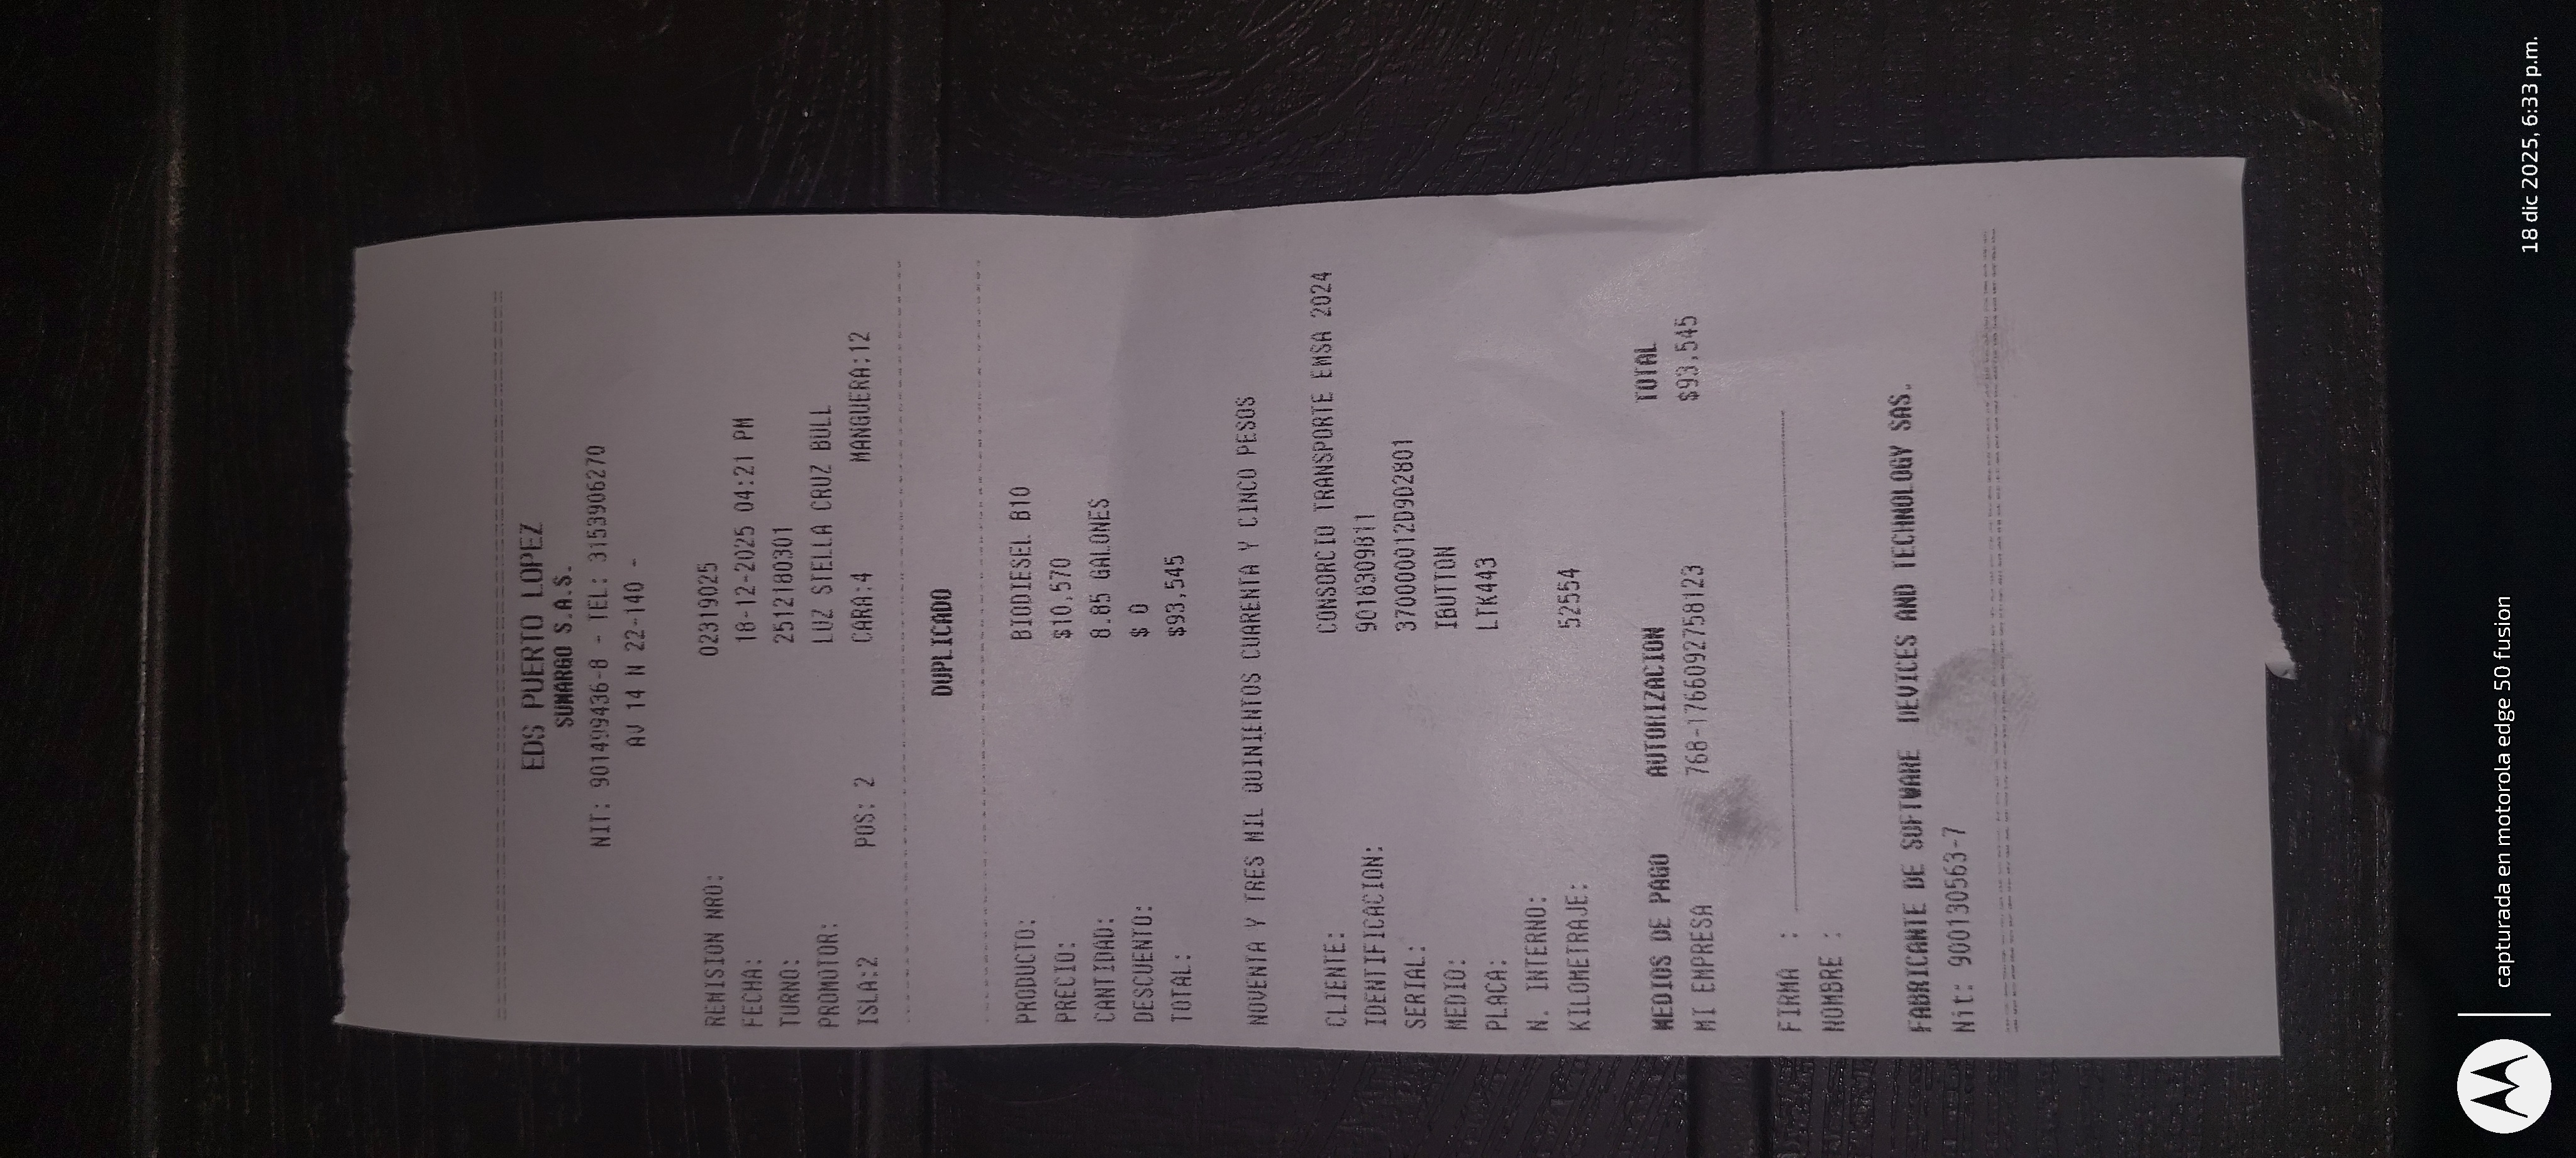 EDS PUERTO LOPEZ
SUMARGO S.A.S.
NIT: 901499436-8 - TEL: 3153906270
AV 14 N 22-140 -
REMISION NRO: 02319025
FECHA: 18-12-2025 04:21 PM
TURNO: 2512180301
PROMOTOR: LUZ STELLA CRUZ BULL
ISLA:2 POS: 2 CARA:4 MANGUERA:12
DUPLICADO
PRODUCTO: BIODIESEL B10
PRECIO: $10,570
CANTIDAD: 8.85 GALONES
DESCUENTO: $ 0
TOTAL: $93,545
NOVENTA Y TRES MIL QUINIENTOS CUARENTA Y CINCO PESOS
CLIENTE: CONSORCIO TRANSPORTE EMSA 2024
IDENTIFICACION: 9016309811
SERIAL: 370000012D9D2801
MEDIO: IBUTTON
PLACA: LTK443
N. INTERNO:
KILOMETRAJE: 52554
MEDIOS DE PAGO AUTORIZACION TOTAL
MI EMPRESA 768-1766092758123 $93,545
FIRMA :
NOMBRE :
FABRICANTE DE SOFTWARE DEVICES AND TECHNOLOGY SAS.
Nit: 900130563-7
capturada en motorola edge 50 fusion
18 dic 2025, 6:33 p.m.